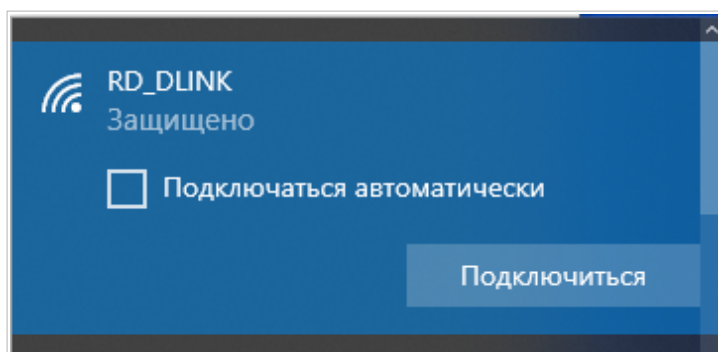 RD_DLINK
Защищено
Подключаться автоматически
Подключиться